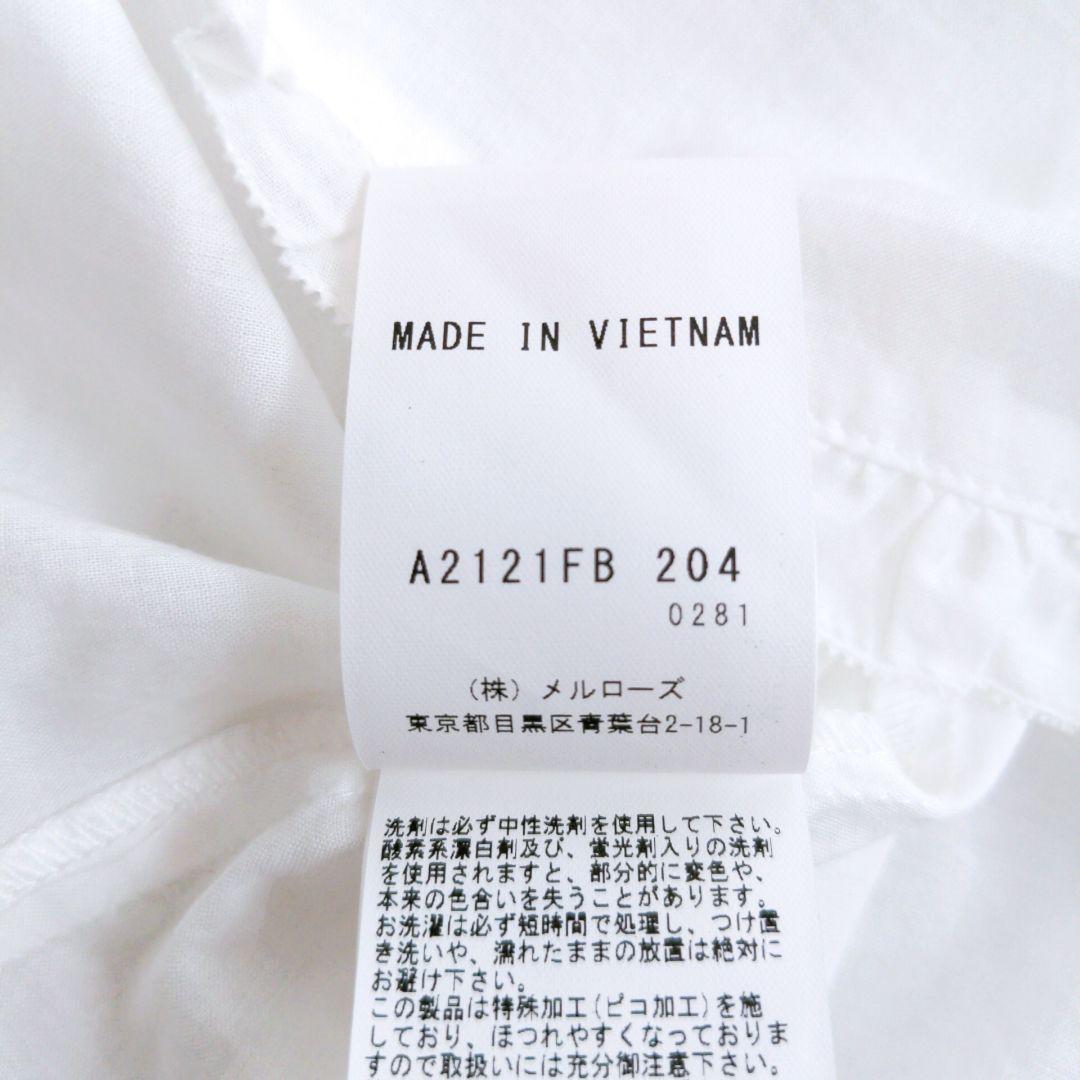 MADE IN VIETNAM
A2121FB 204
0281
(株) メルローズ
東京都目黒区青葉台2-18-1
洗剤は必ず中性洗剤を使用して下さい。
酸素系漂白剤及び、蛍光剤入りの洗剤
を使用されますと、部分的に変色や、
本来の色合いを失うことがあります。
お洗濯は必ず短時間で処理し、つけ置
き洗いや、濡れたままの放置は絶対に
お避け下さい。
この製品は特殊加工(ピコ加工)を施
しており、ほつれやすくなっておりま
すので取扱いには充分御注意下さい。